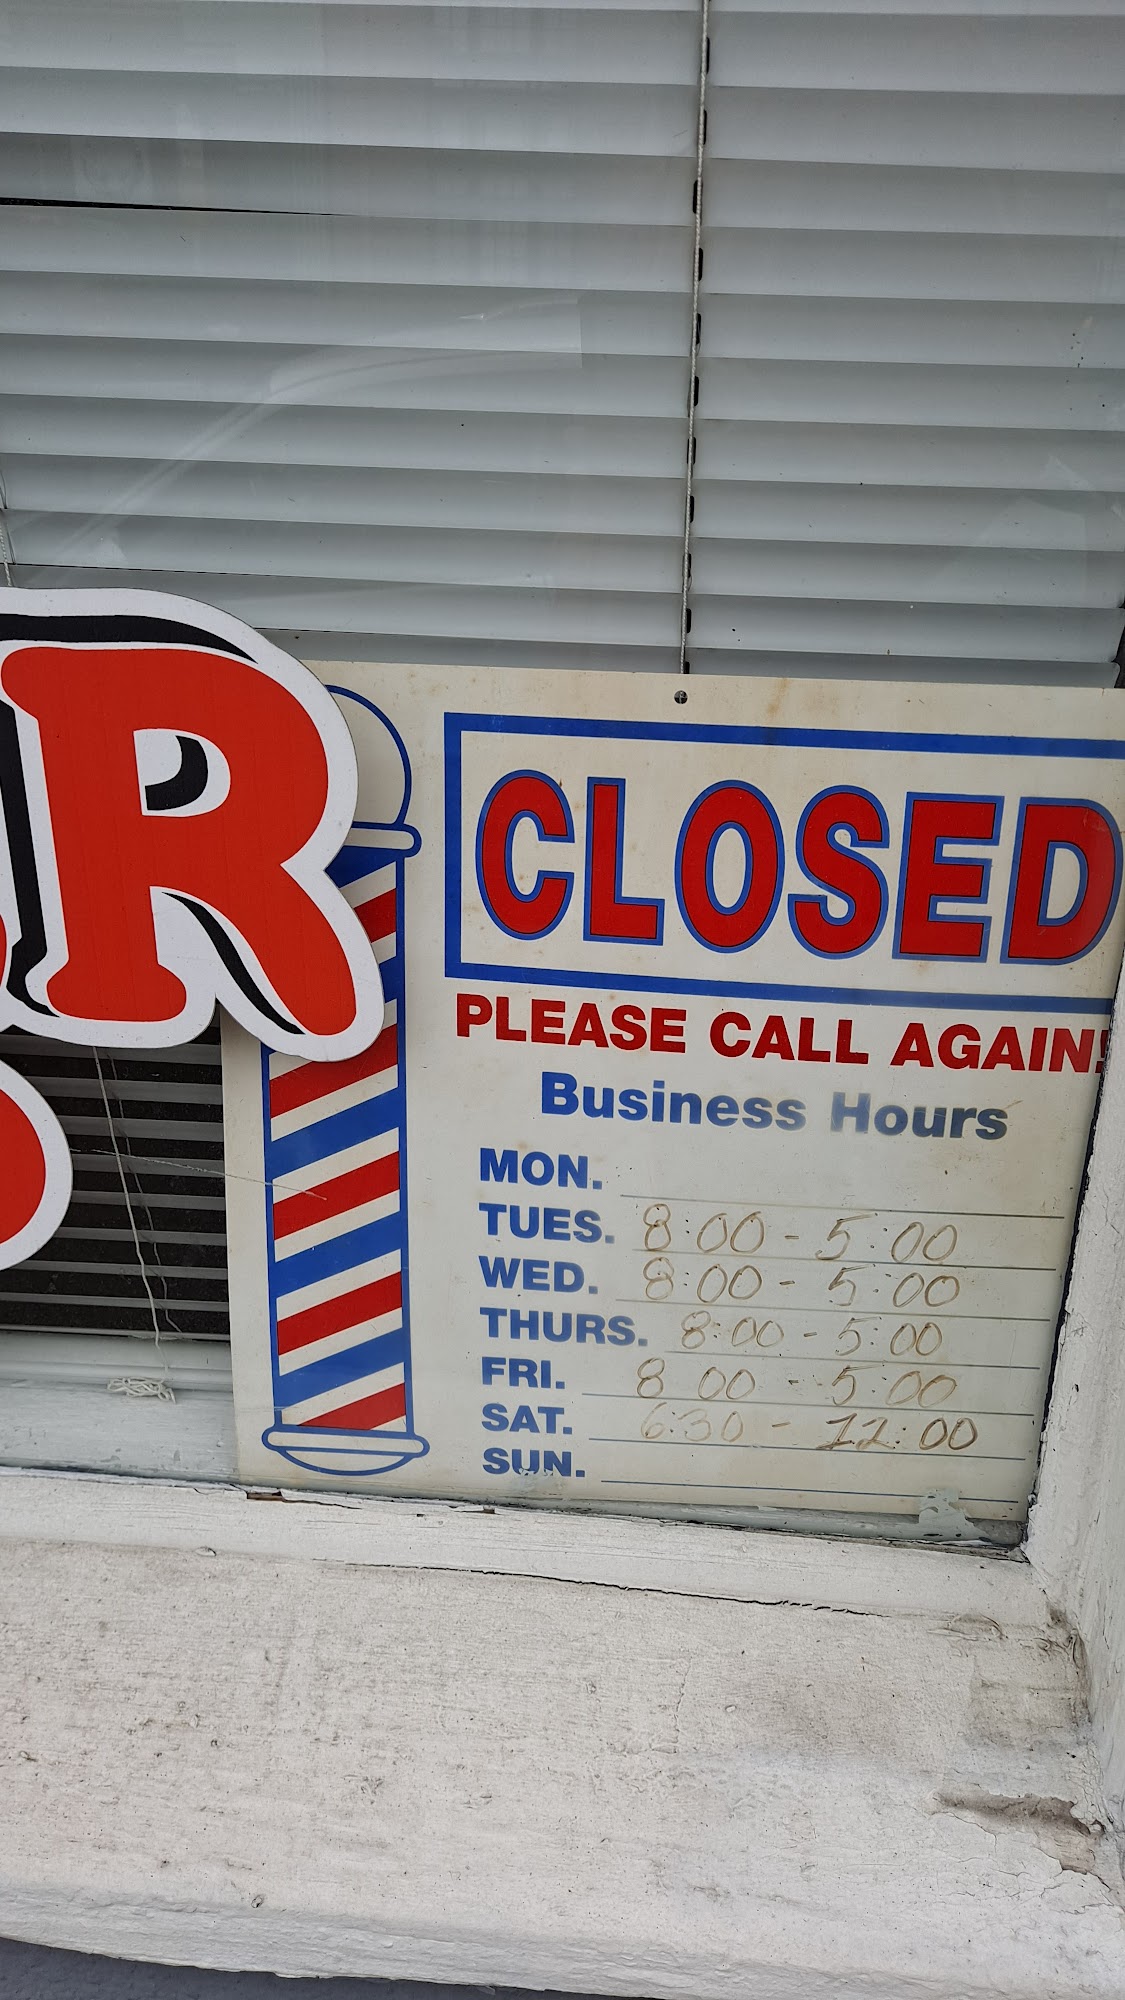 R
CLOSED
PLEASE CALL AGAIN!
Business Hours
MON.
TUES. 8:00 - 5:00
WED. 8:00 - 5:00
THURS. 8:00 - 5:00
FRI. 8 00 - 5:00
SAT. 6:30 - 12:00
SUN.